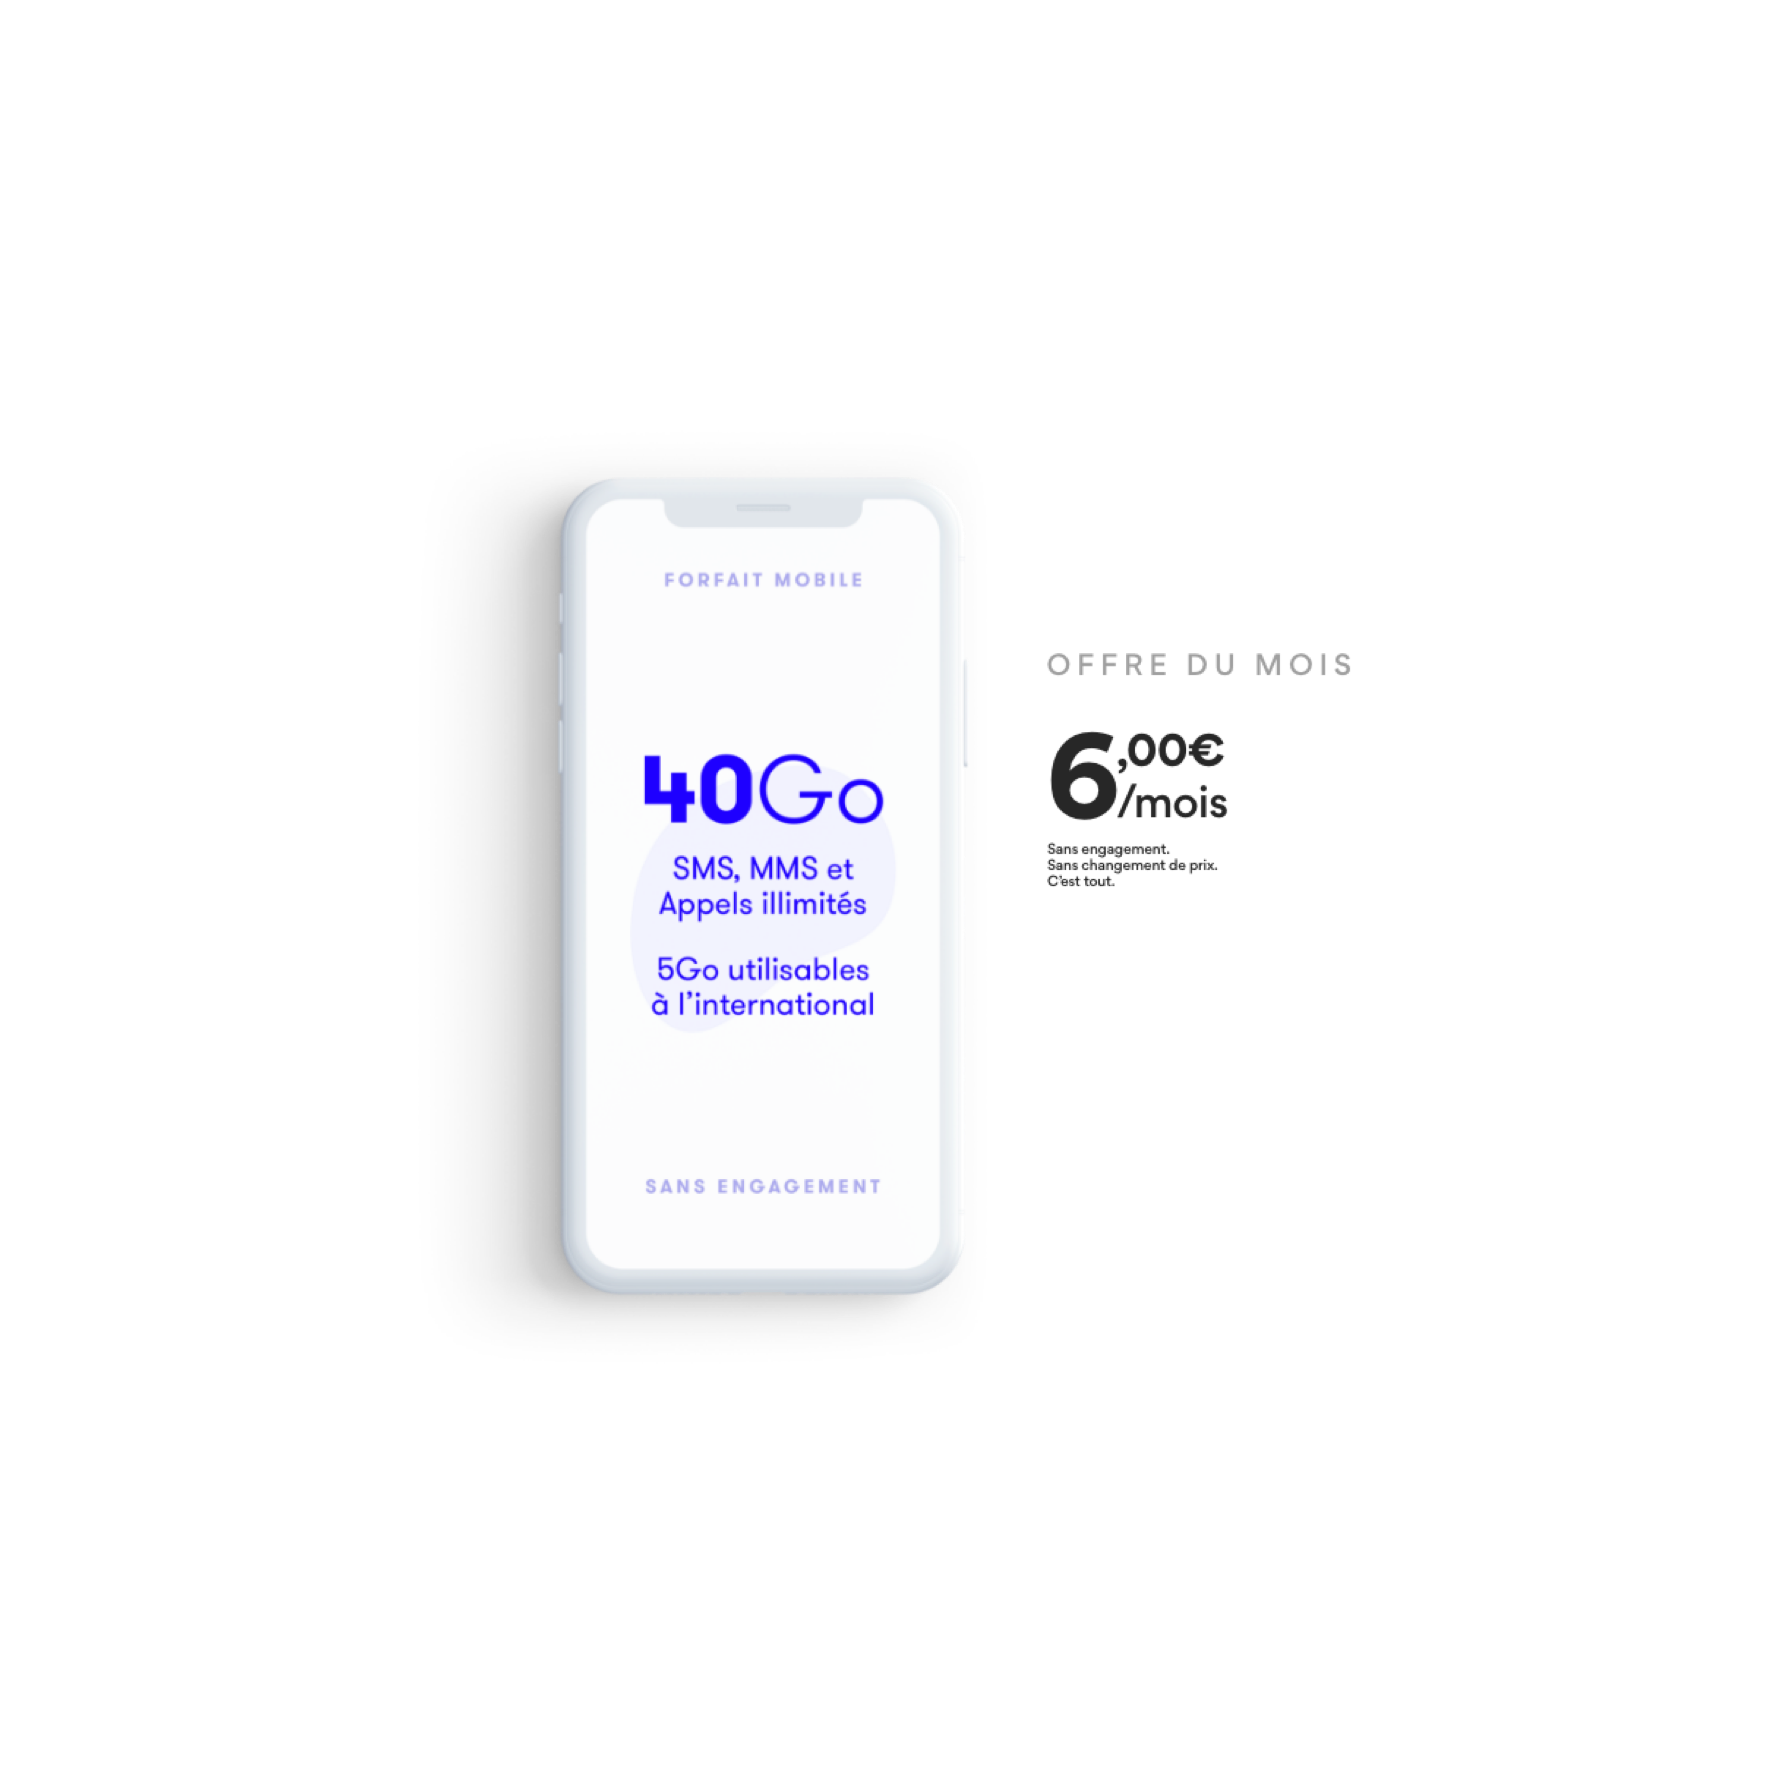 FORFAIT MOBILE
40Go
SMS, MMS et
Appels illimités
5Go utilisables
à l'international
SANS ENGAGEMENT
OFFRE DU MOIS
6,00€
/mois
Sans engagement.
Sans changement de prix.
C'est tout.